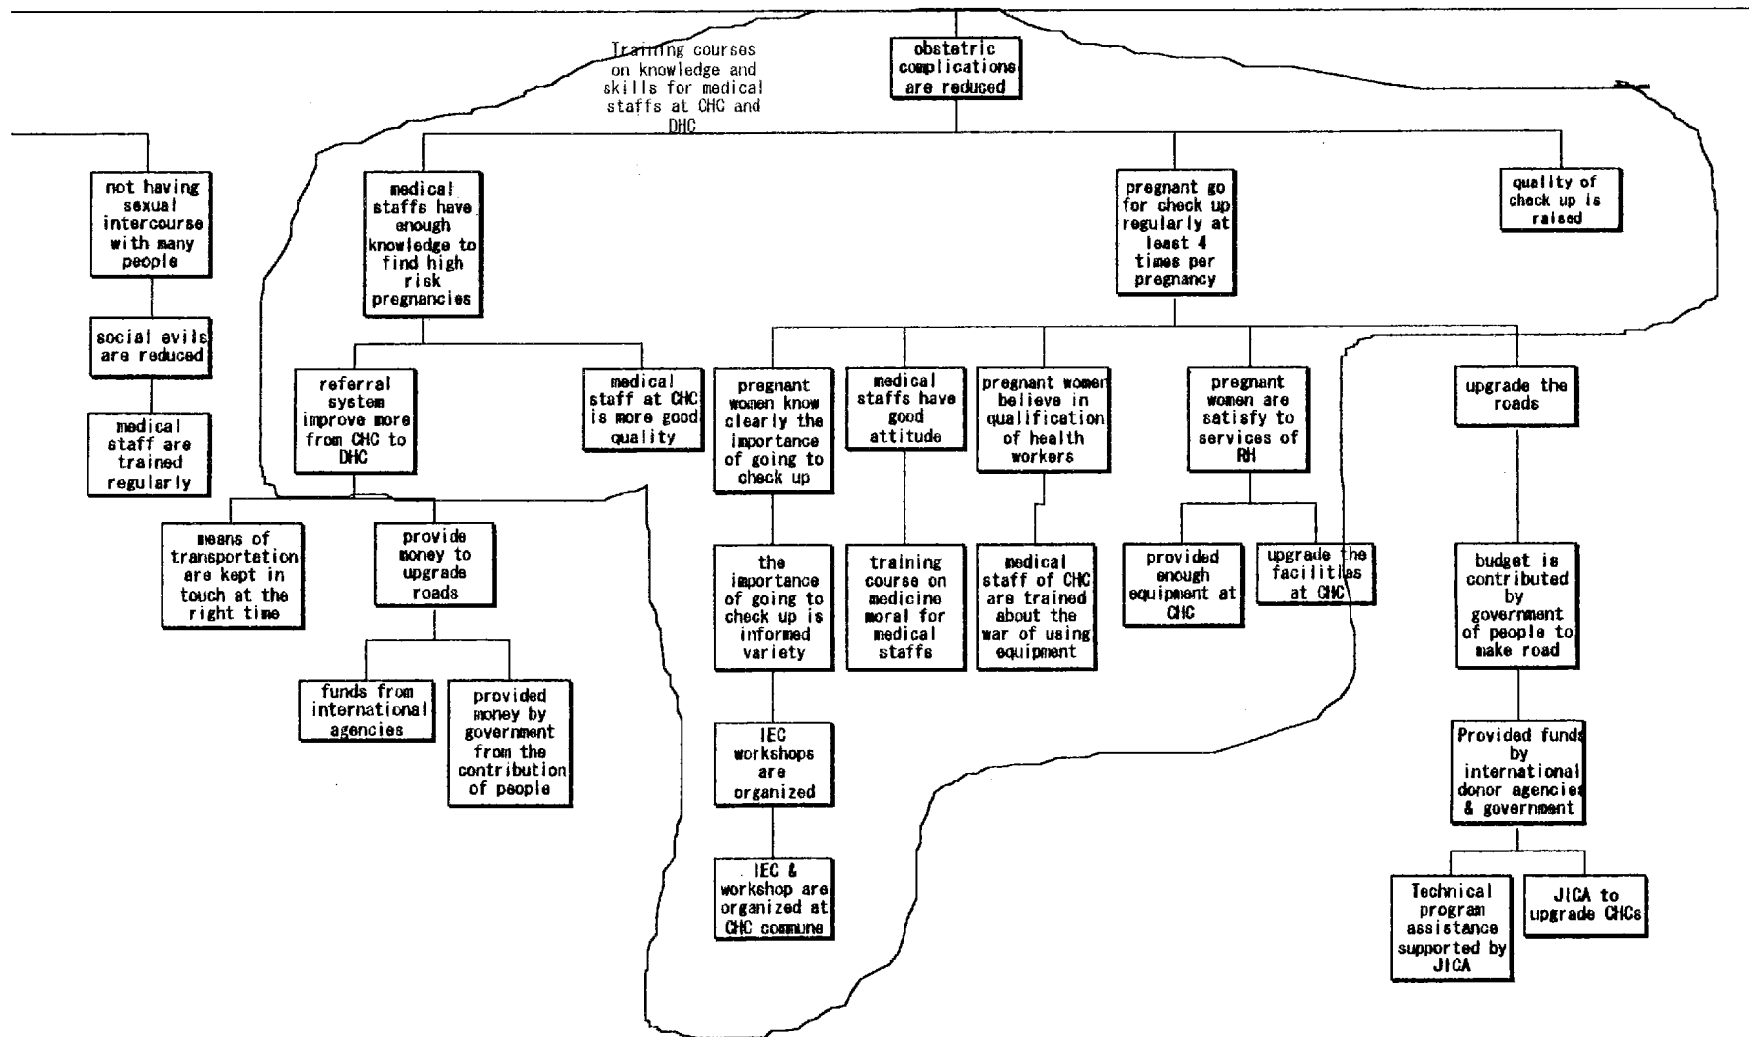 Training courses
on knowledge and
skills for medical
staffs at CHC and
DHC
obstetric
complications
are reduced
not having
sexual
intercourse
with many
people
medical
staffs have
enough
knowledge to
find high
risk
pregnancies
pregnant go
for check up
regularly at
least 4
times per
pregnancy
quality of
check up is
raised
social evils
are reduced
medical
staff are
trained
regularly
referral
system
improve more
from CHC to
DHC
medical
staff at CHC
is more good
quality
pregnant
women know
clearly the
importance
of going to
check up
medical
staffs have
good
attitude
pregnant women
believe in
qualification
of health
workers
pregnant
women are
satisfy to
services of
RH
upgrade the
roads
means of
transportation
are kept in
touch at the
right time
provide
money to
upgrade
roads
the
importance
of going to
check up is
informed
variety
training
course on
medicine
moral for
medical
staffs
medical
staff of CHC
are trained
about the
war of using
equipment
provided
enough
equipment at
CHC
upgrade the
facilities
at CHC
budget is
contributed
by
government
of people to
make road
funds from
international
agencies
provided
money by
government
from the
contribution
of people
IEC
workshops
are
organized
Provided funds
by
international
donor agencies
& government
IEC &
workshop are
organized at
CHC commune
Technical
program
assistance
supported by
JICA
JICA to
upgrade CHCs